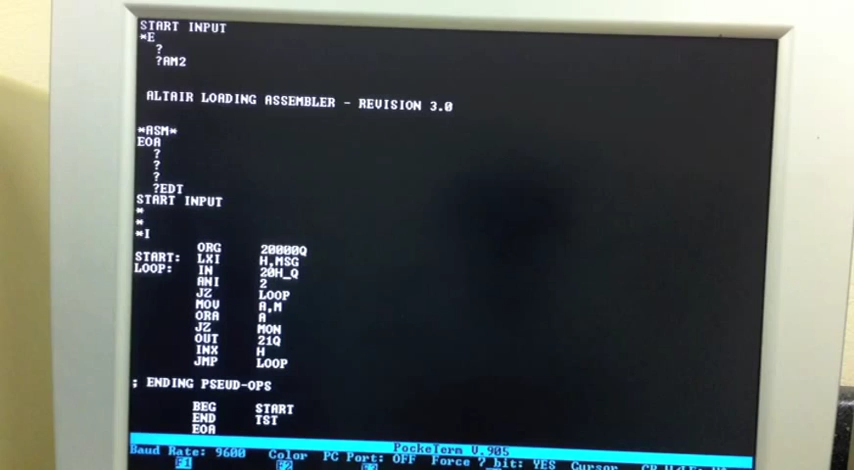 START INPUT
*E
?
?AM2
ALTAIR LOADING ASSEMBLER - REVISION 3.0
*ASM*
EOA
?
?
?
?EDT
START INPUT
*
*
*I
ORG 20000Q
START: LXI H,MSG
LOOP: IN 20H_Q
ANI 2
JZ LOOP
MOV A,M
ORA A
JZ MON
OUT 21Q
INX H
JMP LOOP
; ENDING PSEUD-OPS
BEG START
END TST
EOA
PockeTerm V.905
Baud Rate: 9600 Color PC Port: OFF Force 7 bit: YES Cursor
F1 F2 F3